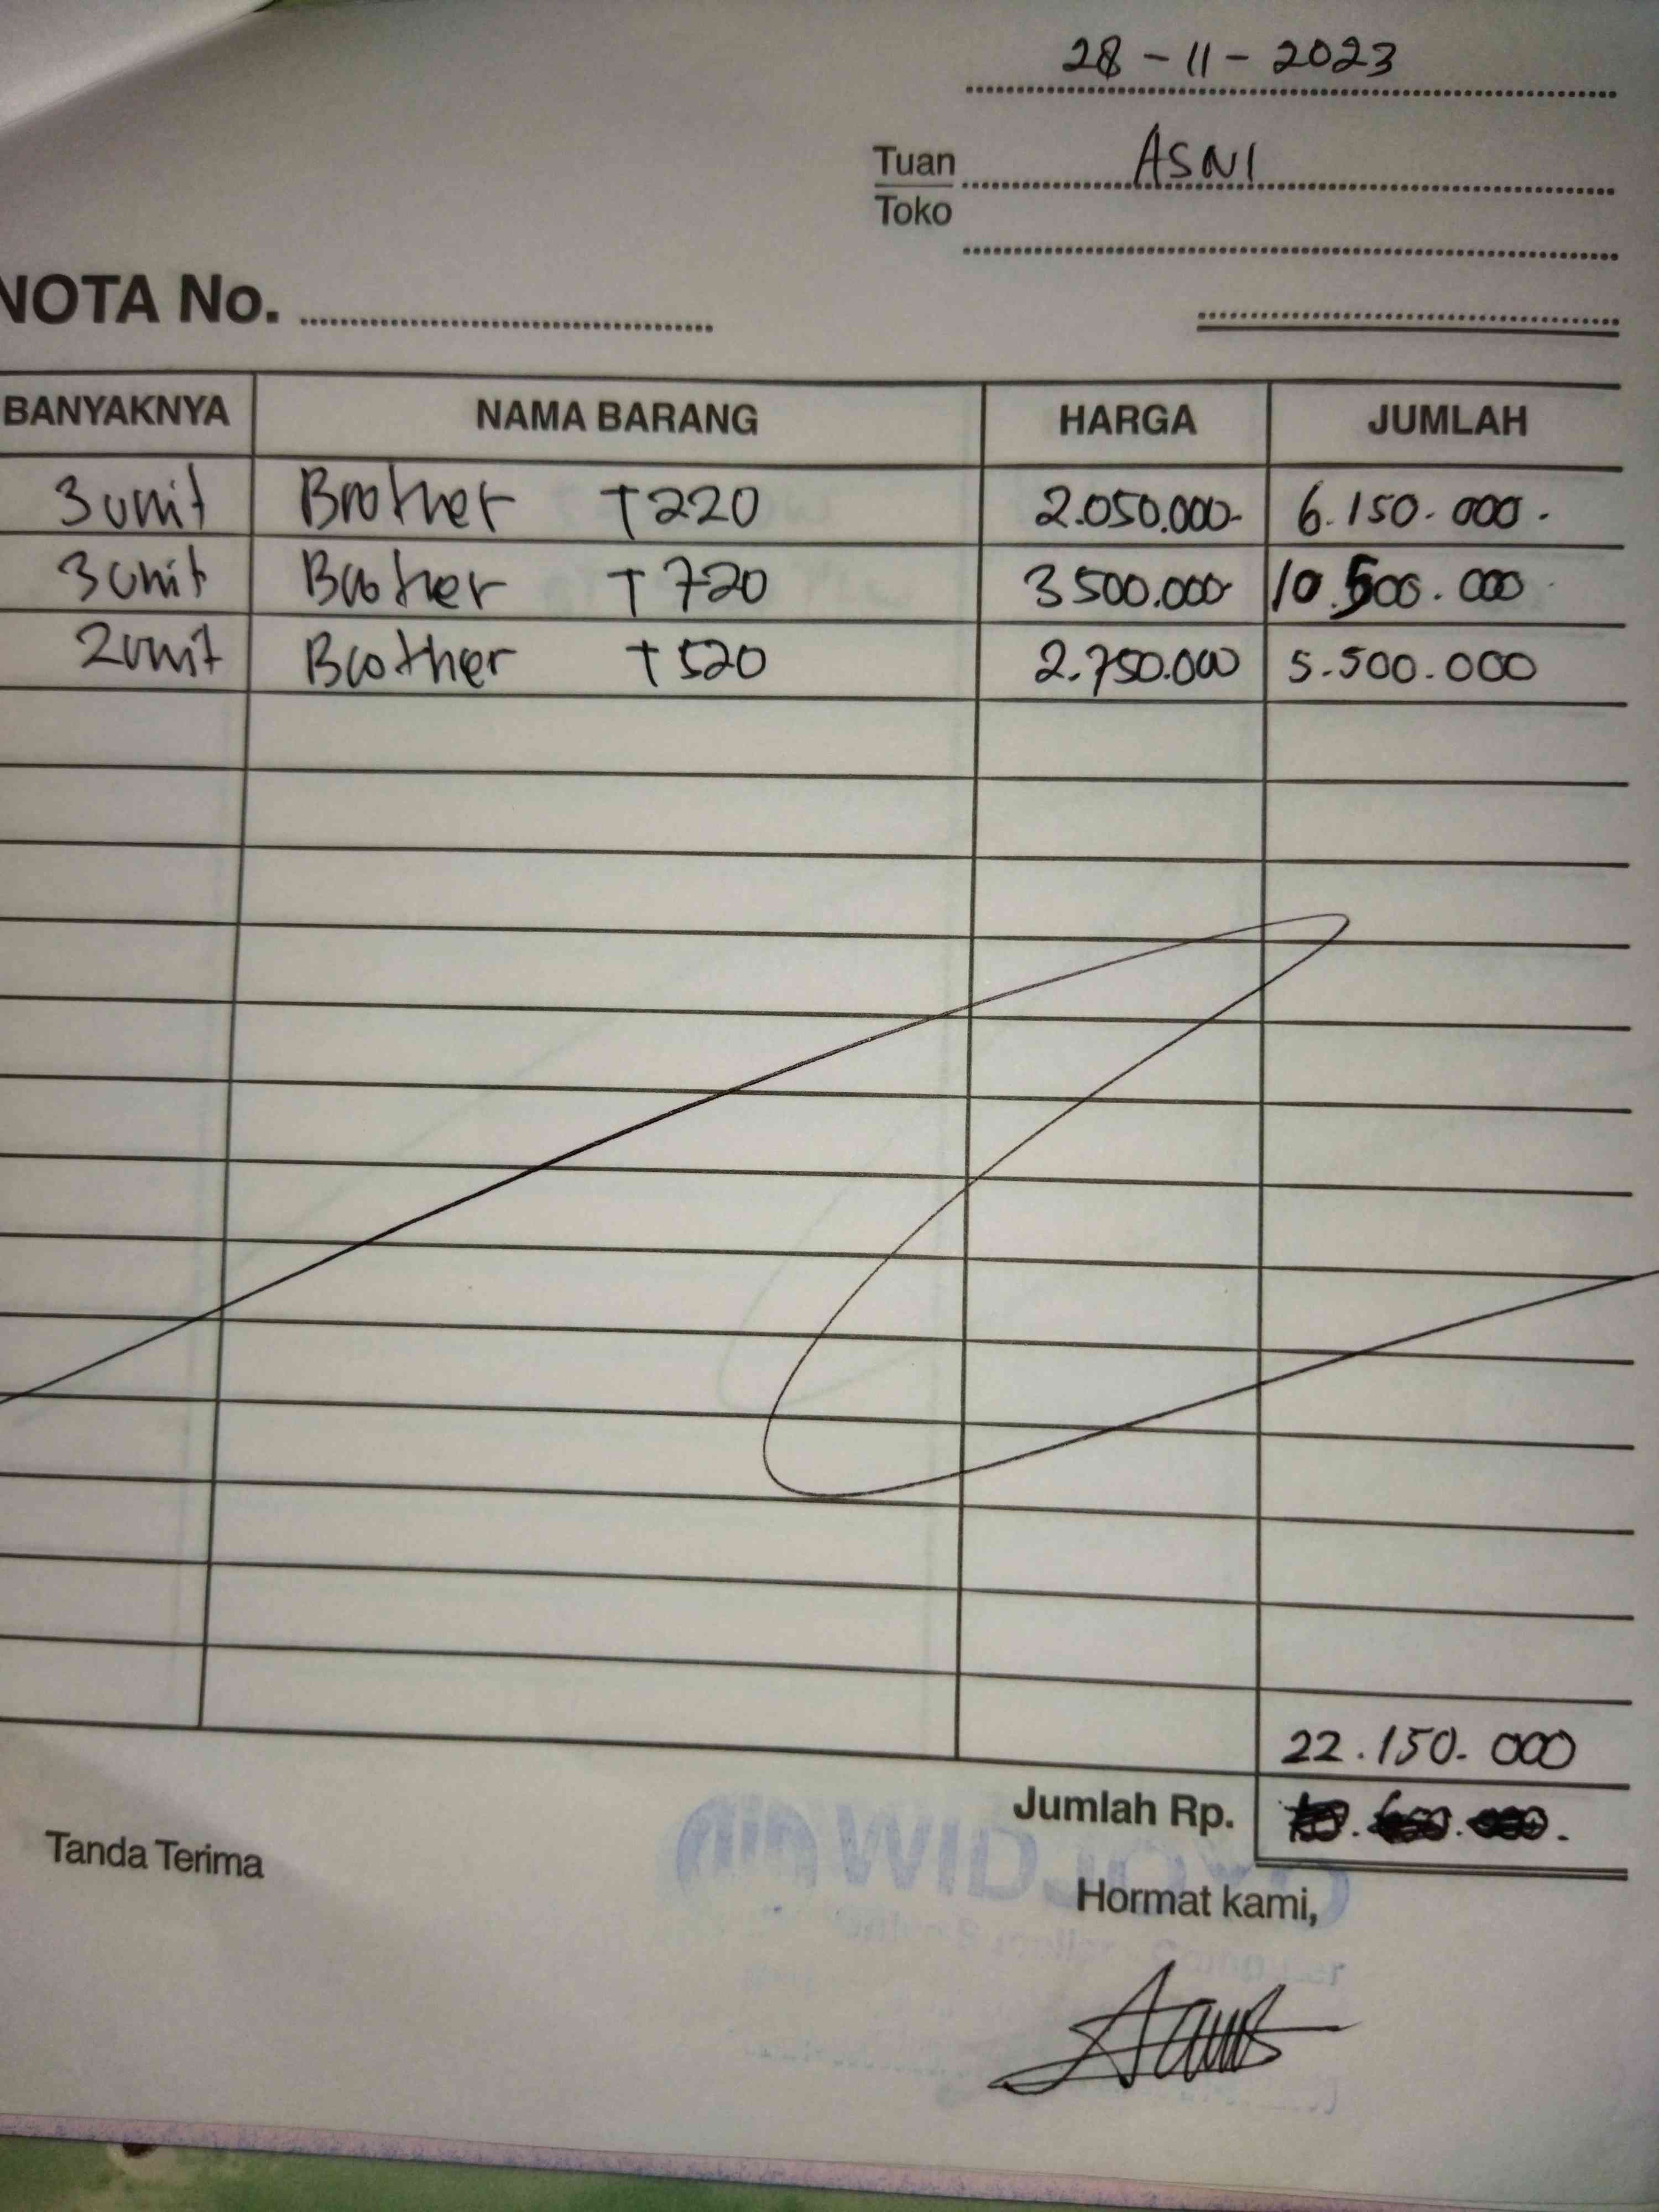 28 - 11 - 2023
Tuan ASNI
Toko
NOTA No.
BANYAKNYA NAMA BARANG HARGA JUMLAH
3 unit Brother T220 2.050.000- 6.150.000.
3 unit Brother T720 3 500.000- 10.500.000
2 unit Brother T520 2.750.000 5.500.000
22.150.000
Jumlah Rp.
Tanda Terima
Hormat kami,